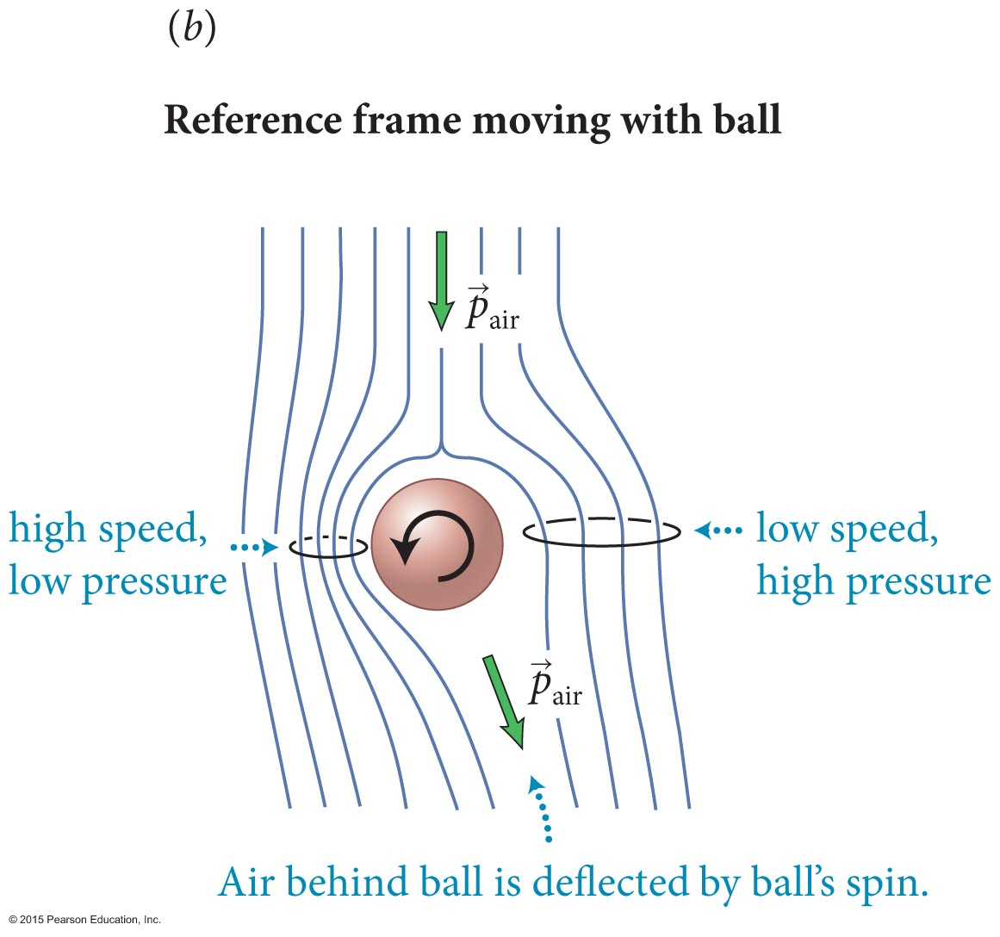 (b)
Reference frame moving with ball
p⃗air
high speed,
low pressure
low speed,
high pressure
p⃗air
Air behind ball is deflected by ball’s spin.
© 2015 Pearson Education, Inc.